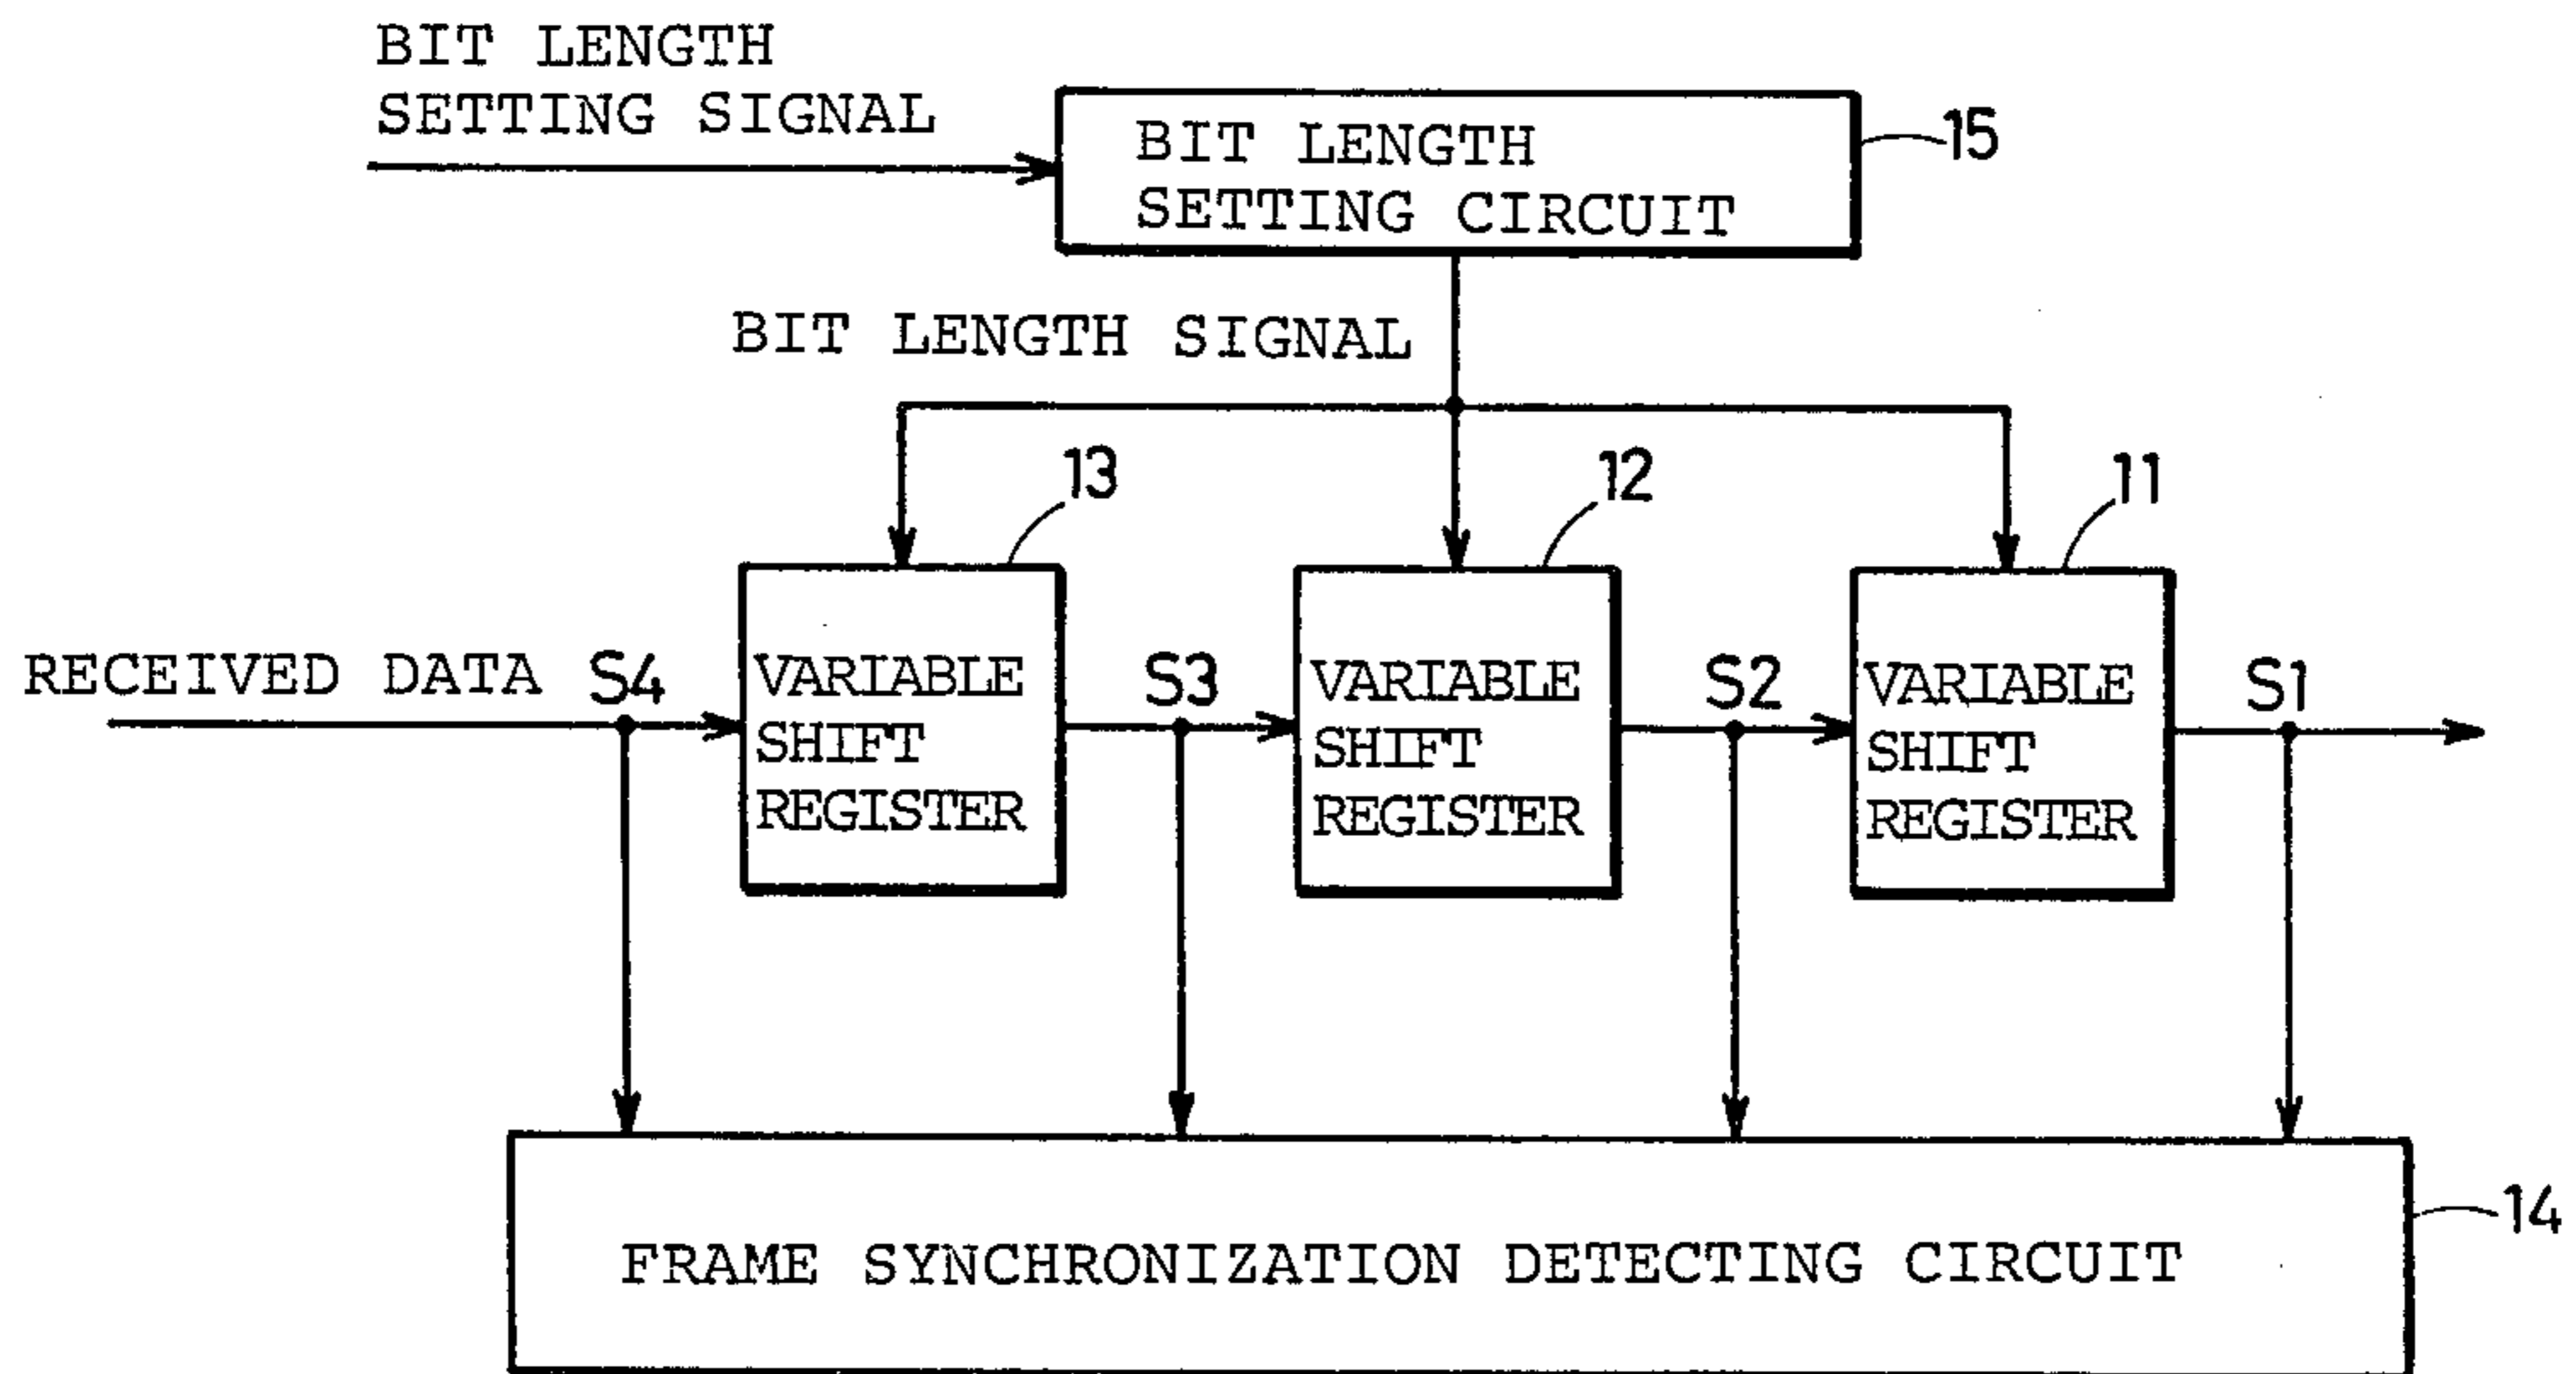 BIT LENGTH
SETTING SIGNAL
BIT LENGTH
SETTING CIRCUIT
15
BIT LENGTH SIGNAL
13
12
11
RECEIVED DATA
S4
VARIABLE
SHIFT
REGISTER
S3
VARIABLE
SHIFT
REGISTER
S2
VARIABLE
SHIFT
REGISTER
S1
14
FRAME SYNCHRONIZATION DETECTING CIRCUIT